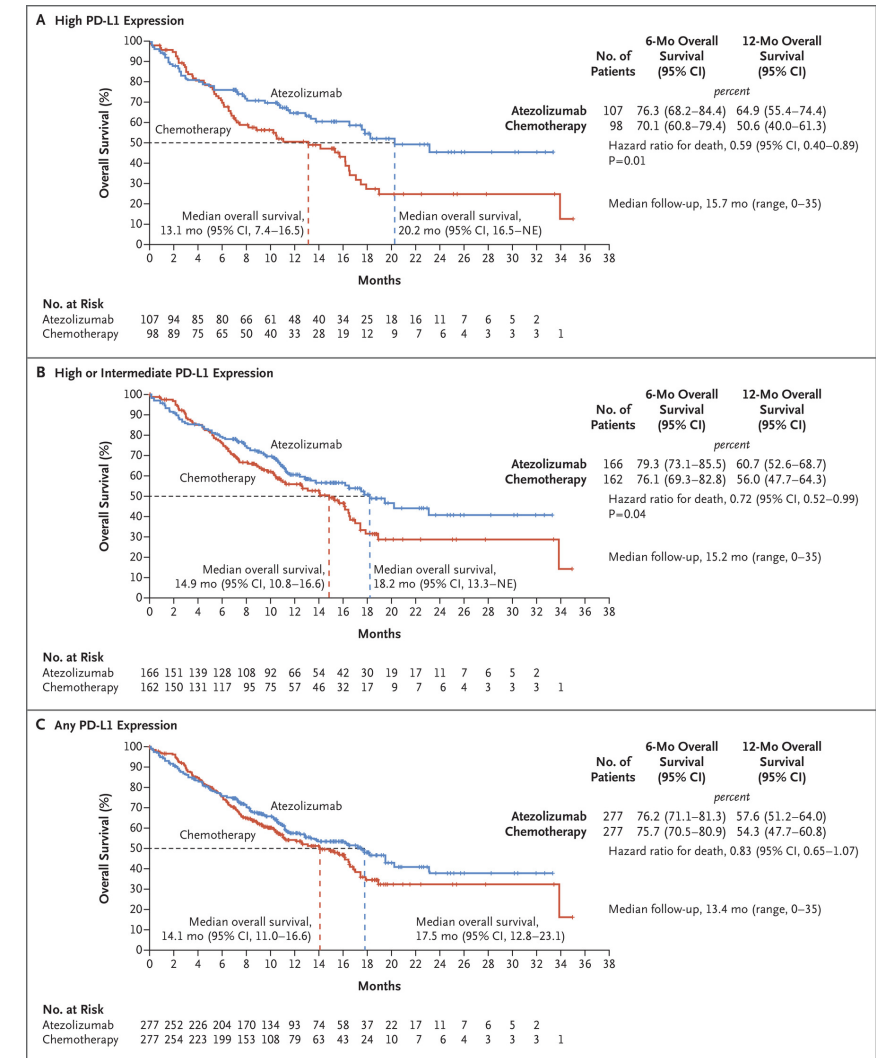 A High PD-L1 Expression
100
90
80
70
60
50
40
30
20
10
0
Overall Survival (%)
Atezolizumab
Chemotherapy
Median overall survival,
13.1 mo (95% CI, 7.4–16.5)
Median overall survival,
20.2 mo (95% CI, 16.5–NE)
0 2 4 6 8 10 12 14 16 18 20 22 24 26 28 30 32 34 36 38
Months
No. of Patients
6-Mo Overall Survival (95% CI)
12-Mo Overall Survival (95% CI)
percent
Atezolizumab 107 76.3 (68.2–84.4) 64.9 (55.4–74.4)
Chemotherapy 98 70.1 (60.8–79.4) 50.6 (40.0–61.3)
Hazard ratio for death, 0.59 (95% CI, 0.40–0.89)
P=0.01
Median follow-up, 15.7 mo (range, 0–35)
No. at Risk
Atezolizumab 107 94 85 80 66 61 48 40 34 25 18 16 11 7 6 5 2
Chemotherapy 98 89 75 65 50 40 33 28 19 12 9 7 6 4 3 3 3 1
B High or Intermediate PD-L1 Expression
100
90
80
70
60
50
40
30
20
10
0
Overall Survival (%)
Atezolizumab
Chemotherapy
Median overall survival,
14.9 mo (95% CI, 10.8–16.6)
Median overall survival,
18.2 mo (95% CI, 13.3–NE)
0 2 4 6 8 10 12 14 16 18 20 22 24 26 28 30 32 34 36 38
Months
No. of Patients
6-Mo Overall Survival (95% CI)
12-Mo Overall Survival (95% CI)
percent
Atezolizumab 166 79.3 (73.1–85.5) 60.7 (52.6–68.7)
Chemotherapy 162 76.1 (69.3–82.8) 56.0 (47.7–64.3)
Hazard ratio for death, 0.72 (95% CI, 0.52–0.99)
P=0.04
Median follow-up, 15.2 mo (range, 0–35)
No. at Risk
Atezolizumab 166 151 139 128 108 92 66 54 42 30 19 17 11 7 6 5 2
Chemotherapy 162 150 131 117 95 75 57 46 32 17 9 7 6 4 3 3 3 1
C Any PD-L1 Expression
100
90
80
70
60
50
40
30
20
10
0
Overall Survival (%)
Atezolizumab
Chemotherapy
Median overall survival,
14.1 mo (95% CI, 11.0–16.6)
Median overall survival,
17.5 mo (95% CI, 12.8–23.1)
0 2 4 6 8 10 12 14 16 18 20 22 24 26 28 30 32 34 36 38
Months
No. of Patients
6-Mo Overall Survival (95% CI)
12-Mo Overall Survival (95% CI)
percent
Atezolizumab 277 76.2 (71.1–81.3) 57.6 (51.2–64.0)
Chemotherapy 277 75.7 (70.5–80.9) 54.3 (47.7–60.8)
Hazard ratio for death, 0.83 (95% CI, 0.65–1.07)
Median follow-up, 13.4 mo (range, 0–35)
No. at Risk
Atezolizumab 277 252 226 204 170 134 93 74 58 37 22 17 11 7 6 5 2
Chemotherapy 277 254 223 199 153 108 79 63 43 24 10 7 6 4 3 3 3 1